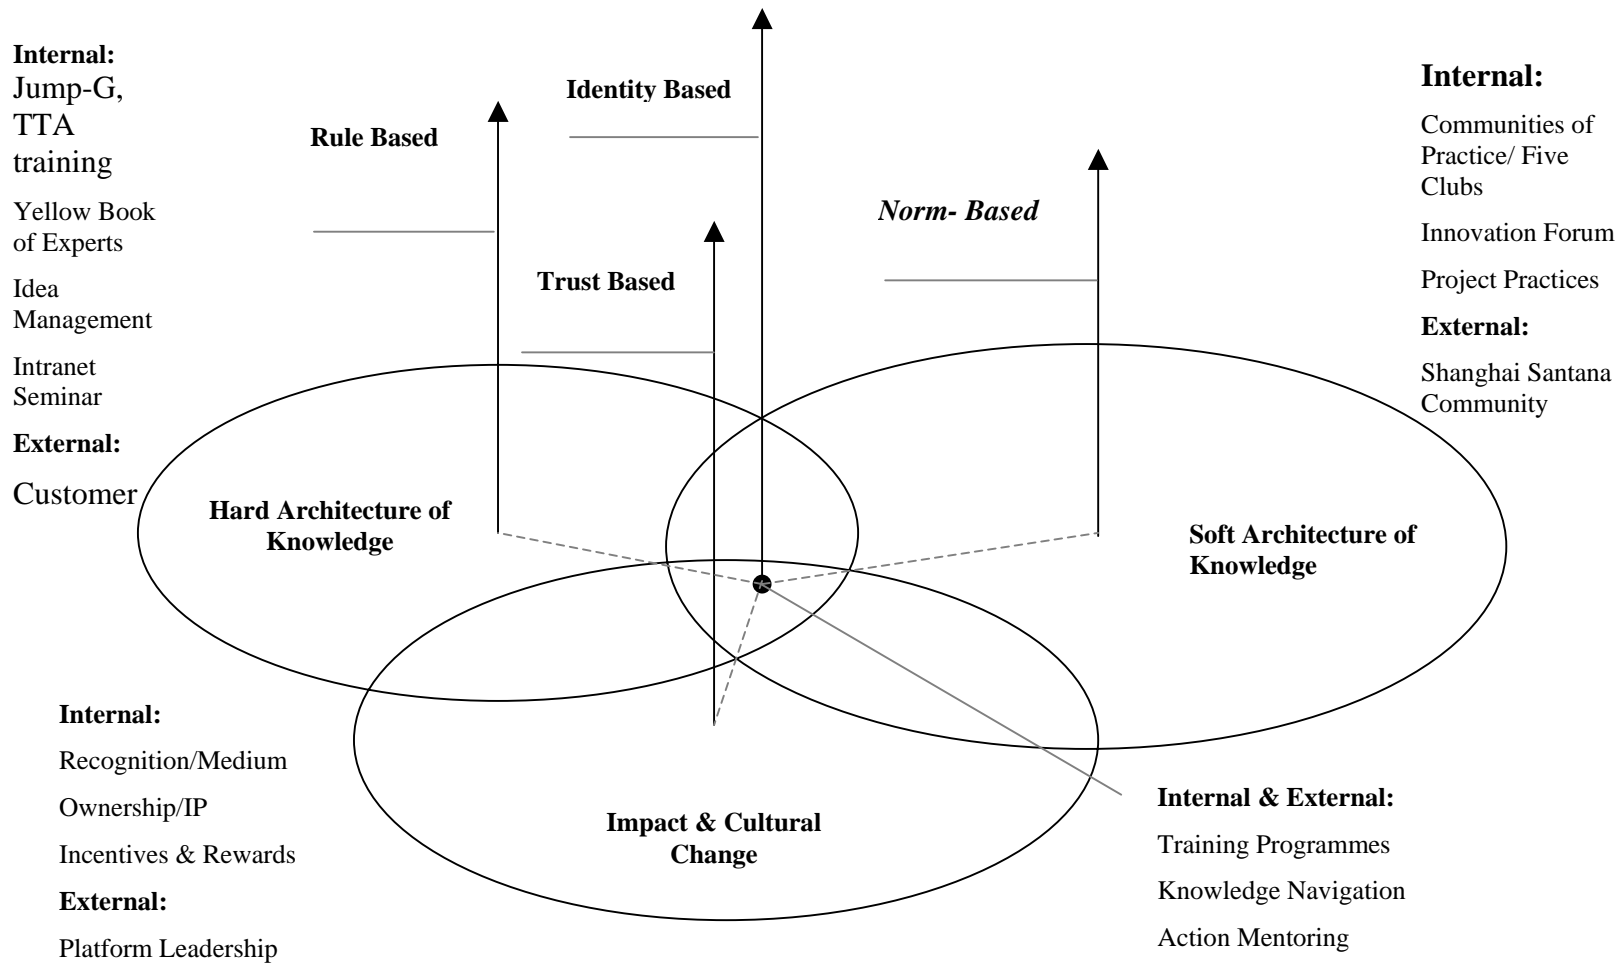 Internal:
Jump-G,
TTA
training
Yellow Book
of Experts
Idea
Management
Intranet
Seminar
External:
Customer
Rule Based
Identity Based
Trust Based
Norm- Based
Internal:
Communities of
Practice/ Five
Clubs
Innovation Forum
Project Practices
External:
Shanghai Santana
Community
Hard Architecture of
Knowledge
Soft Architecture of
Knowledge
Impact & Cultural
Change
Internal:
Recognition/Medium
Ownership/IP
Incentives & Rewards
External:
Platform Leadership
Internal & External:
Training Programmes
Knowledge Navigation
Action Mentoring